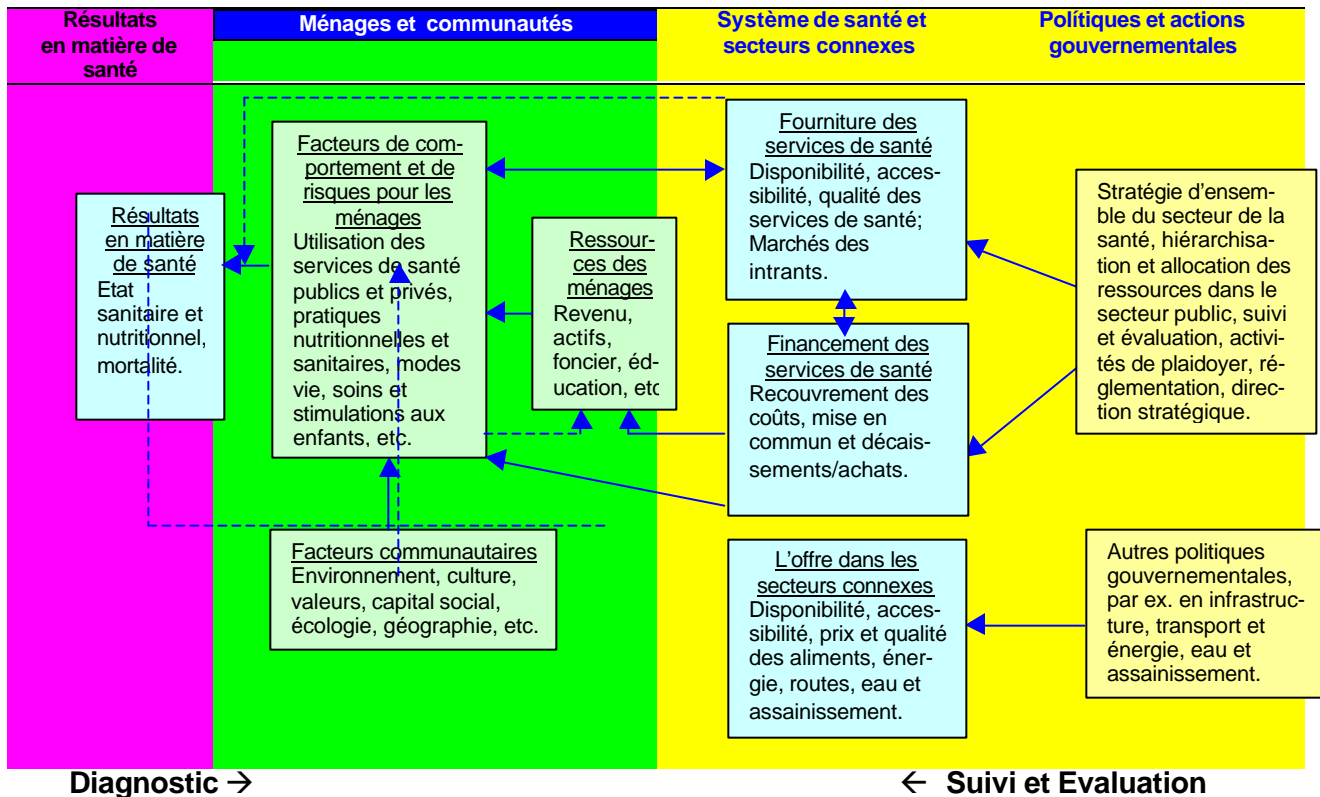 Résultats
en matière de
santé
Ménages et communautés
Système de santé et
secteurs connexes
Polítiques et actions
gouvernementales
Résultats
en matière
de santé
Etat
sanitaire et
nutritionnel,
mortalité.
Facteurs de com-
portement et de
risques pour les
ménages
Utilisation des
services de santé
publics et privés,
pratiques
nutritionnelles et
sanitaires, modes
vie, soins et
stimulations aux
enfants, etc.
Facteurs communautaires
Environnement, culture,
valeurs, capital social,
écologie, géographie, etc.
Ressour-
ces des
ménages
Revenu,
actifs,
foncier, éd-
ucation, etc
Fourniture des
services de santé
Disponibilité, acces-
sibilité, qualité des
services de santé;
Marchés des
intrants.
Financement des
services de santé
Recouvrement des
coûts, mise en
commun et décais-
sements/achats.
L'offre dans les
secteurs connexes
Disponibilité, acces-
sibilité, prix et qualité
des aliments, éner-
gie, routes, eau et
assainissement.
Stratégie d'ensem-
ble du secteur de la
santé, hiérarchisa-
tion et allocation des
ressources dans le
secteur public, suivi
et évaluation, activi-
tés de plaidoyer, ré-
glementation, direc-
tion stratégique.
Autres politiques
gouvernementales,
par ex. en infrastruc-
ture, transport et
énergie, eau et
assainissement.
Diagnostic →
← Suivi et Evaluation